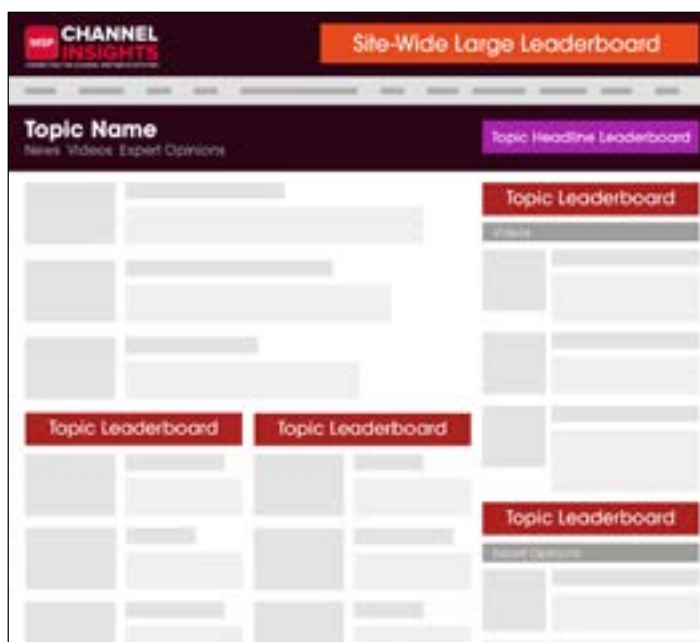 MSP
CHANNEL
INSIGHTS
Site-Wide Large Leaderboard
Topic Name
News Videos Expert Opinions
Topic Headline Leaderboard
Topic Leaderboard
Videos
Topic Leaderboard
Topic Leaderboard
Topic Leaderboard
Expert Opinions